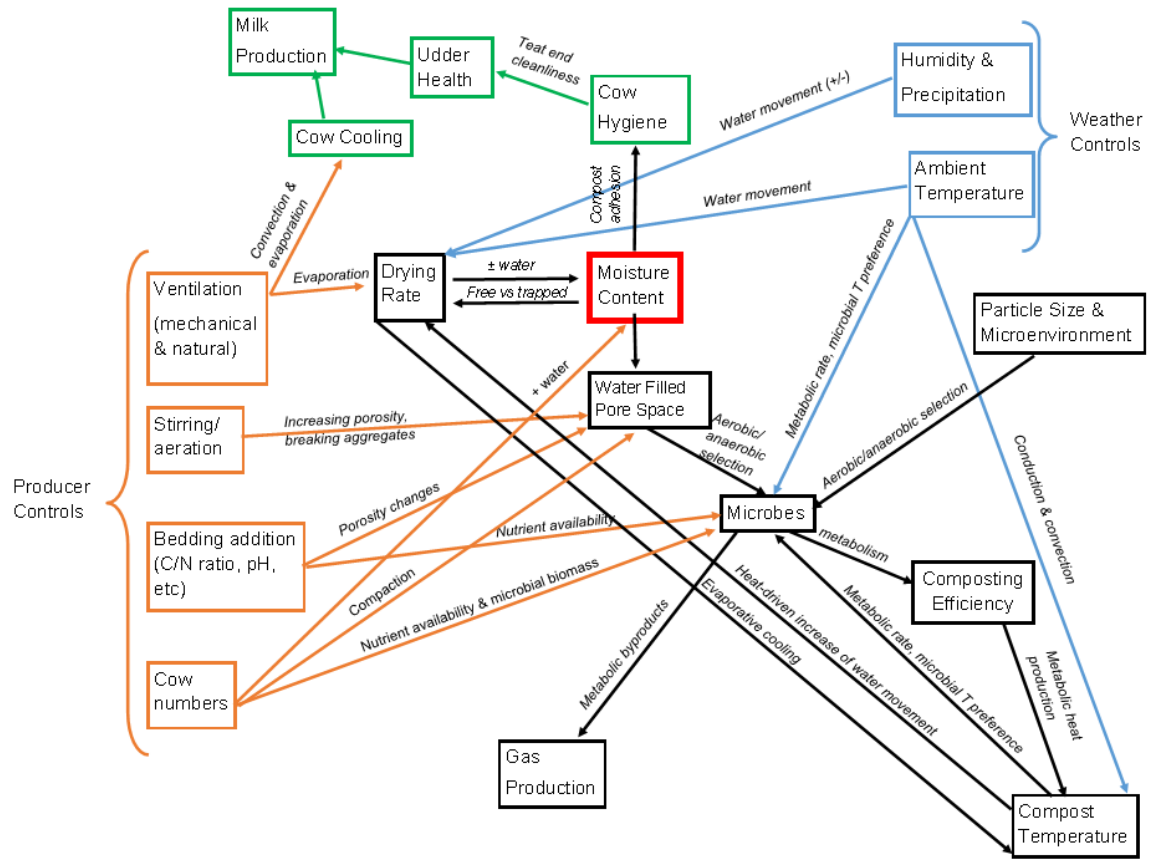 Milk
Production
Udder
Health
Teat end
cleanliness
Cow
Hygiene
Cow Cooling
Convection &
evaporation
Compost
adhesion
Water movement (+/-)
Water movement
Humidity &
Precipitation
Ambient
Temperature
Weather
Controls
Ventilation
(mechanical
& natural)
Evaporation
Drying
Rate
± water
Free vs trapped
Moisture
Content
Metabolic rate, microbial T preference
Particle Size &
Microenvironment
+ water
Water Filled
Pore Space
Stirring/
aeration
Increasing porosity,
breaking aggregates
Aerobic/
anaerobic
selection
Aerobic/anaerobic selection
Conduction & convection
Producer
Controls
Porosity changes
Bedding addition
(C/N ratio, pH,
etc)
Nutrient availability
Microbes
metabolism
Composting
Efficiency
Compaction
Nutrient availability & microbial biomass
Heat-driven increase of water movement
Evaporative cooling
Metabolic rate, microbial T preference
Metabolic heat
production
Cow
numbers
Metabolic byproducts
Gas
Production
Compost
Temperature